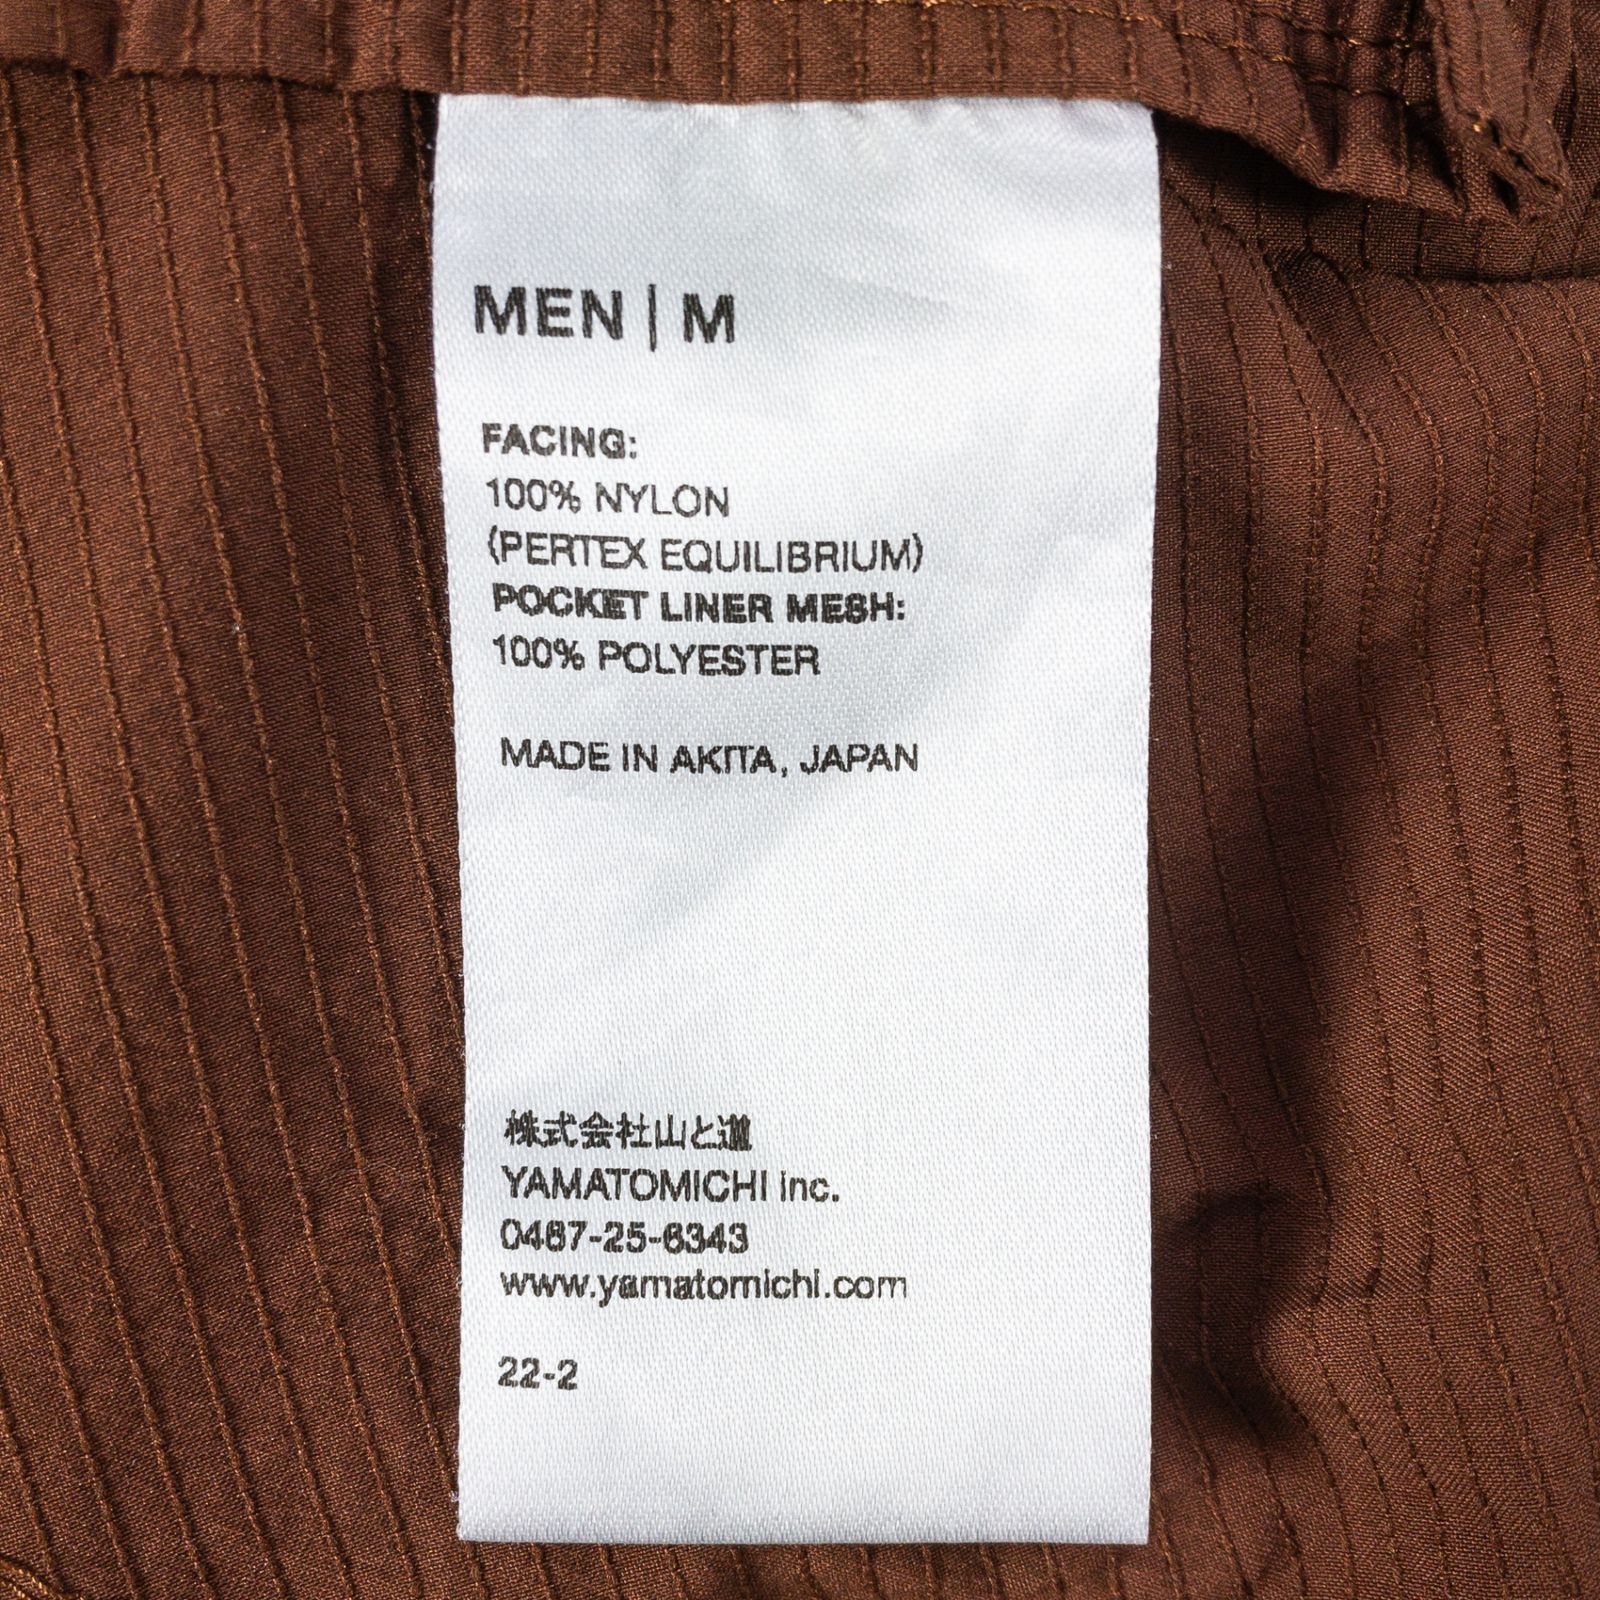 MEN | M
FACING:
100% NYLON
(PERTEX EQUILIBRIUM)
POCKET LINER MESH:
100% POLYESTER
MADE IN AKITA, JAPAN
株式会社山と道
YAMATOMICHI Inc.
0467-25-6343
www.yamatomichi.com
22-2